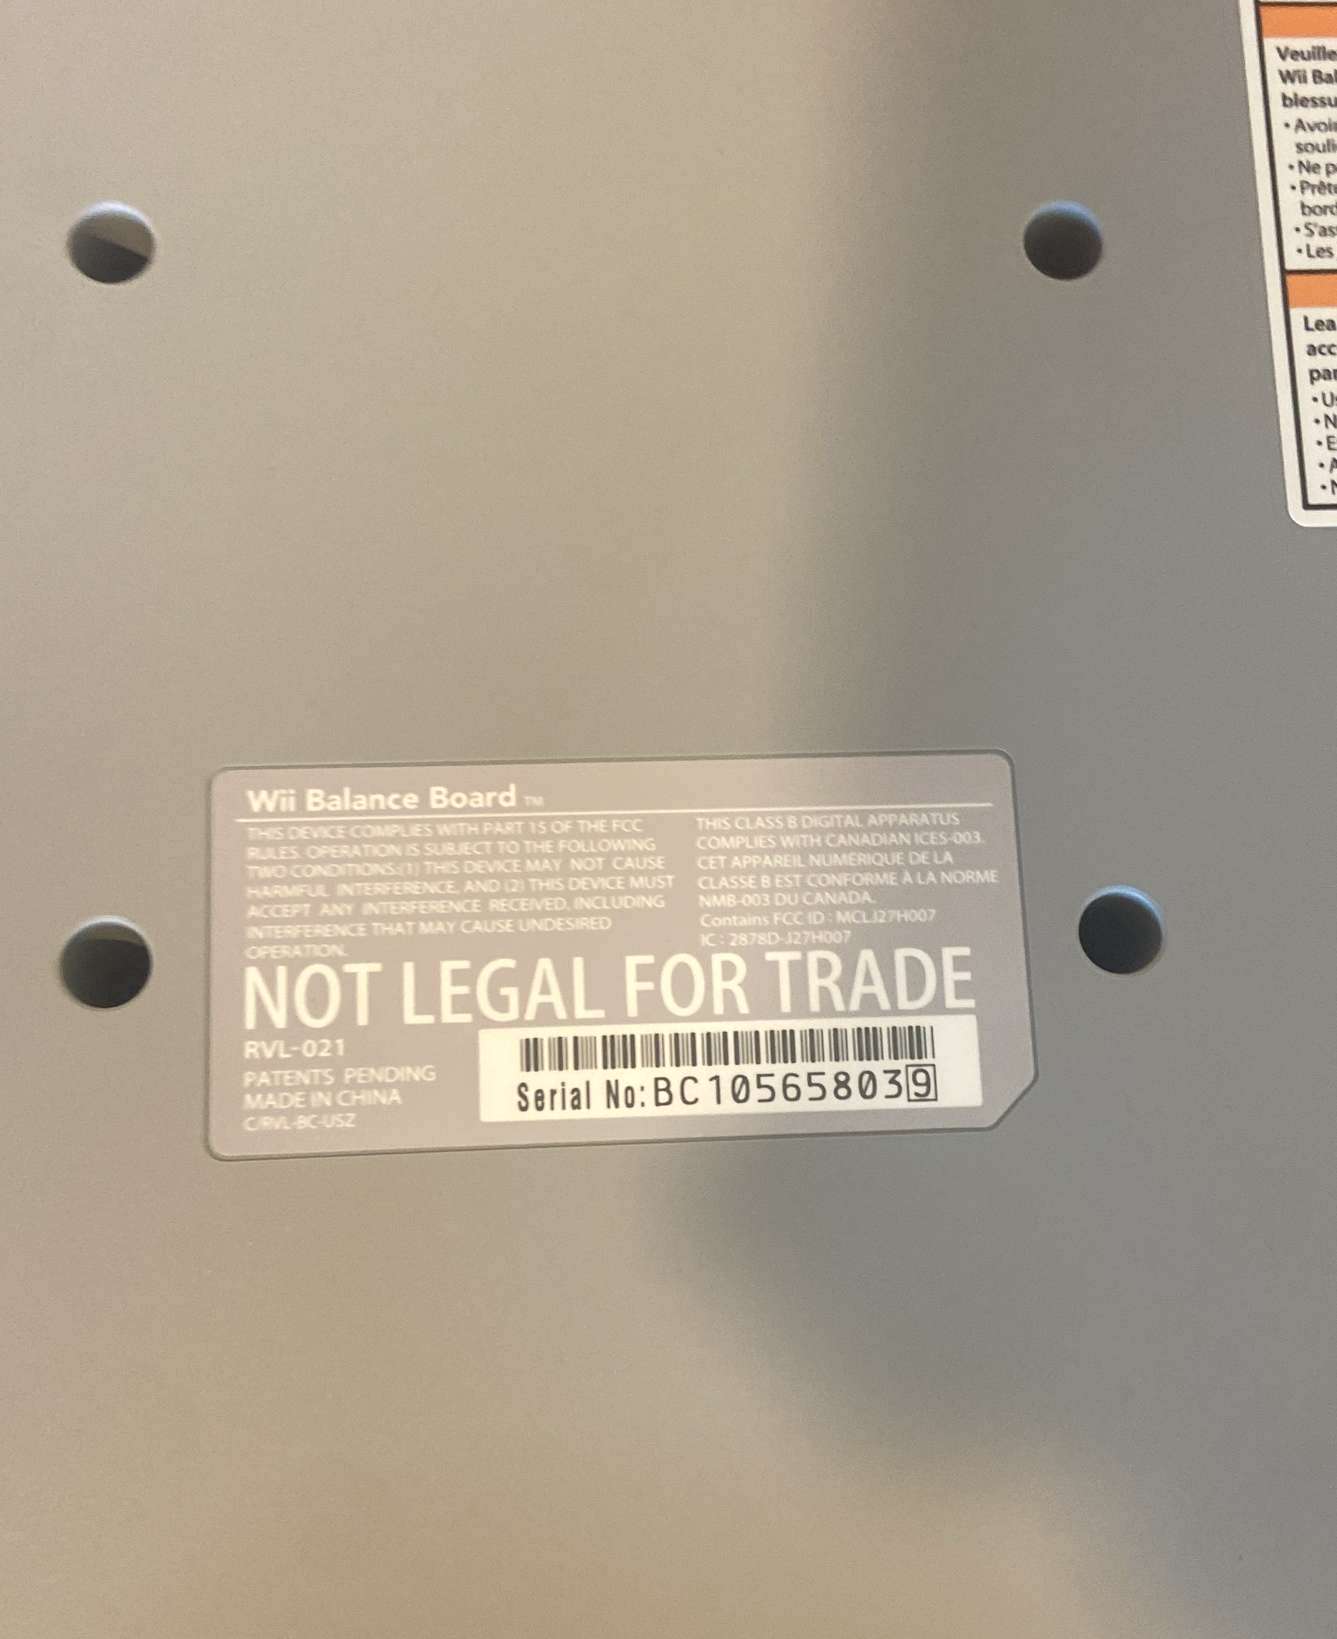 Veuille
Wii Bal
blessu
• Avoir
soulie
• Ne p
• Prête
bord
• S'ass
• Les
Lea
acc
par
• Us
• N
• E
• A
• N
Wii Balance Board TM
THIS DEVICE COMPLIES WITH PART 15 OF THE FCC
RULES. OPERATION IS SUBJECT TO THE FOLLOWING
TWO CONDITIONS:(1) THIS DEVICE MAY NOT CAUSE
HARMFUL INTERFERENCE, AND (2) THIS DEVICE MUST
ACCEPT ANY INTERFERENCE RECEIVED, INCLUDING
INTERFERENCE THAT MAY CAUSE UNDESIRED
OPERATION.
THIS CLASS B DIGITAL APPARATUS
COMPLIES WITH CANADIAN ICES-003.
CET APPAREIL NUMÉRIQUE DE LA
CLASSE B EST CONFORME À LA NORME
NMB-003 DU CANADA.
Contains FCC ID : MCLJ27H007
IC : 2878D-J27H007
NOT LEGAL FOR TRADE
RVL-021
PATENTS PENDING
MADE IN CHINA
C/RVL-BC-USZ
Serial No:BC105658039